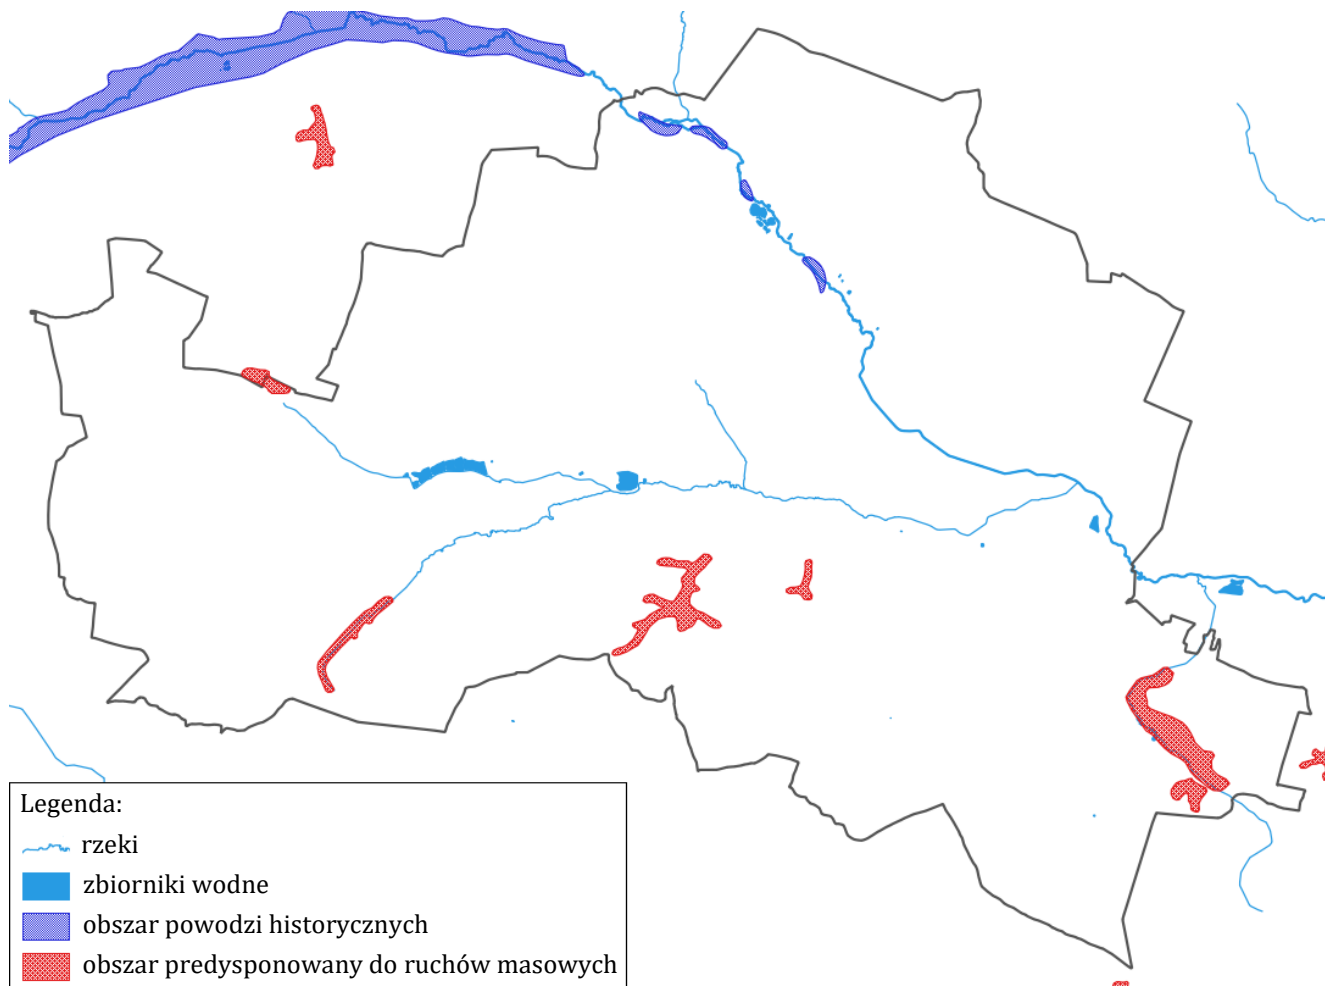 Legenda:
rzeki
zbiorniki wodne
obszar powodzi historycznych
obszar predysponowany do ruchów masowych